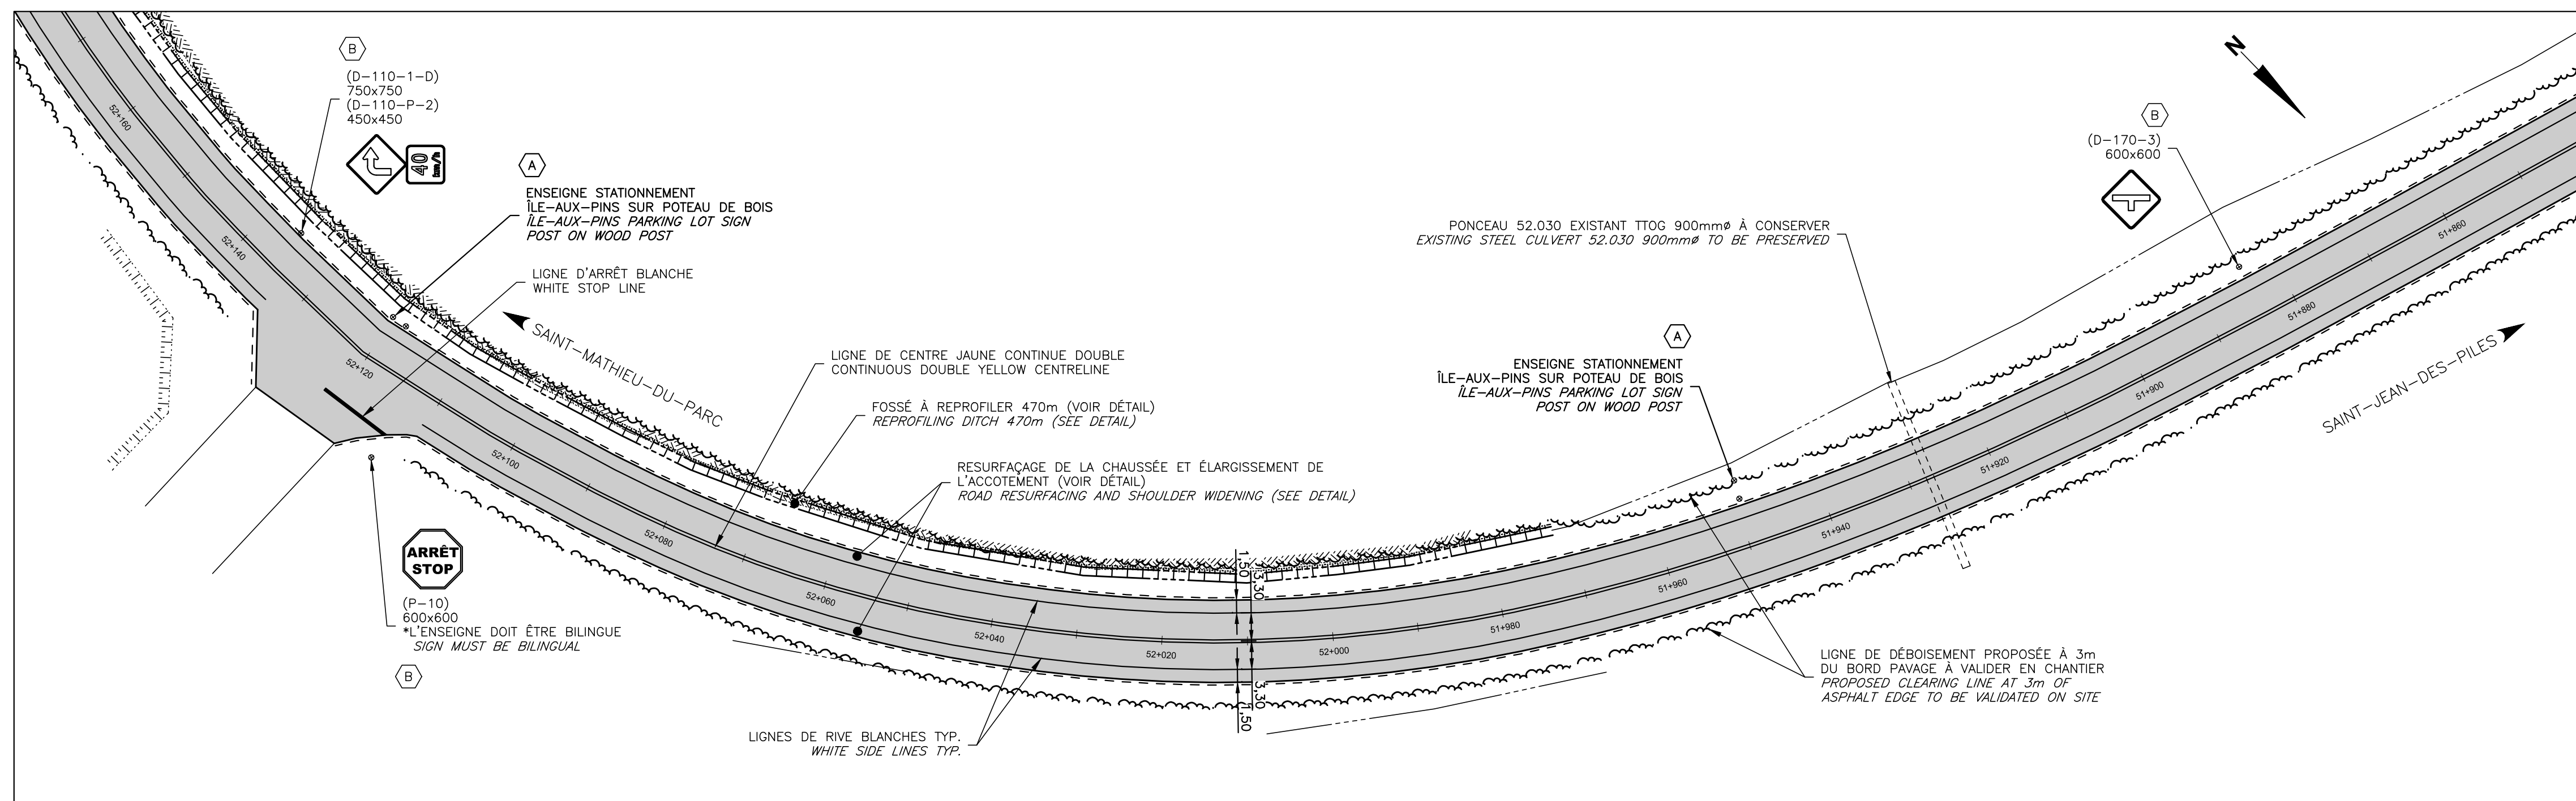 B
(D-110-1-D)
750x750
(D-110-P-2)
450x450
40
km/h
A
ENSEIGNE STATIONNEMENT
ÎLE-AUX-PINS SUR POTEAU DE BOIS
ÎLE-AUX-PINS PARKING LOT SIGN
POST ON WOOD POST
LIGNE D'ARRÊT BLANCHE
WHITE STOP LINE
SAINT-MATHIEU-DU-PARC
LIGNE DE CENTRE JAUNE CONTINUE DOUBLE
CONTINUOUS DOUBLE YELLOW CENTRELINE
FOSSÉ À REPROFILER 470m (VOIR DÉTAIL)
REPROFILING DITCH 470m (SEE DETAIL)
RESURFAÇAGE DE LA CHAUSSÉE ET ÉLARGISSEMENT DE
L'ACCOTEMENT (VOIR DÉTAIL)
ROAD RESURFACING AND SHOULDER WIDENING (SEE DETAIL)
ARRÊT
STOP
(P-10)
600x600
*L'ENSEIGNE DOIT ÊTRE BILINGUE
SIGN MUST BE BILINGUAL
B
LIGNES DE RIVE BLANCHES TYP.
WHITE SIDE LINES TYP.
52+160
52+140
52+120
52+100
52+080
52+060
52+040
52+020
52+000
51+980
51+960
51+940
51+920
51+900
51+880
51+860
1,50
3,30
3,30
1,50
PONCEAU 52.030 EXISTANT TTOG 900mmø À CONSERVER
EXISTING STEEL CULVERT 52.030 900mmø TO BE PRESERVED
A
ENSEIGNE STATIONNEMENT
ÎLE-AUX-PINS SUR POTEAU DE BOIS
ÎLE-AUX-PINS PARKING LOT SIGN
POST ON WOOD POST
N
B
(D-170-3)
600x600
SAINT-JEAN-DES-PILES
LIGNE DE DÉBOISEMENT PROPOSÉE À 3m
DU BORD PAVAGE À VALIDER EN CHANTIER
PROPOSED CLEARING LINE AT 3m OF
ASPHALT EDGE TO BE VALIDATED ON SITE